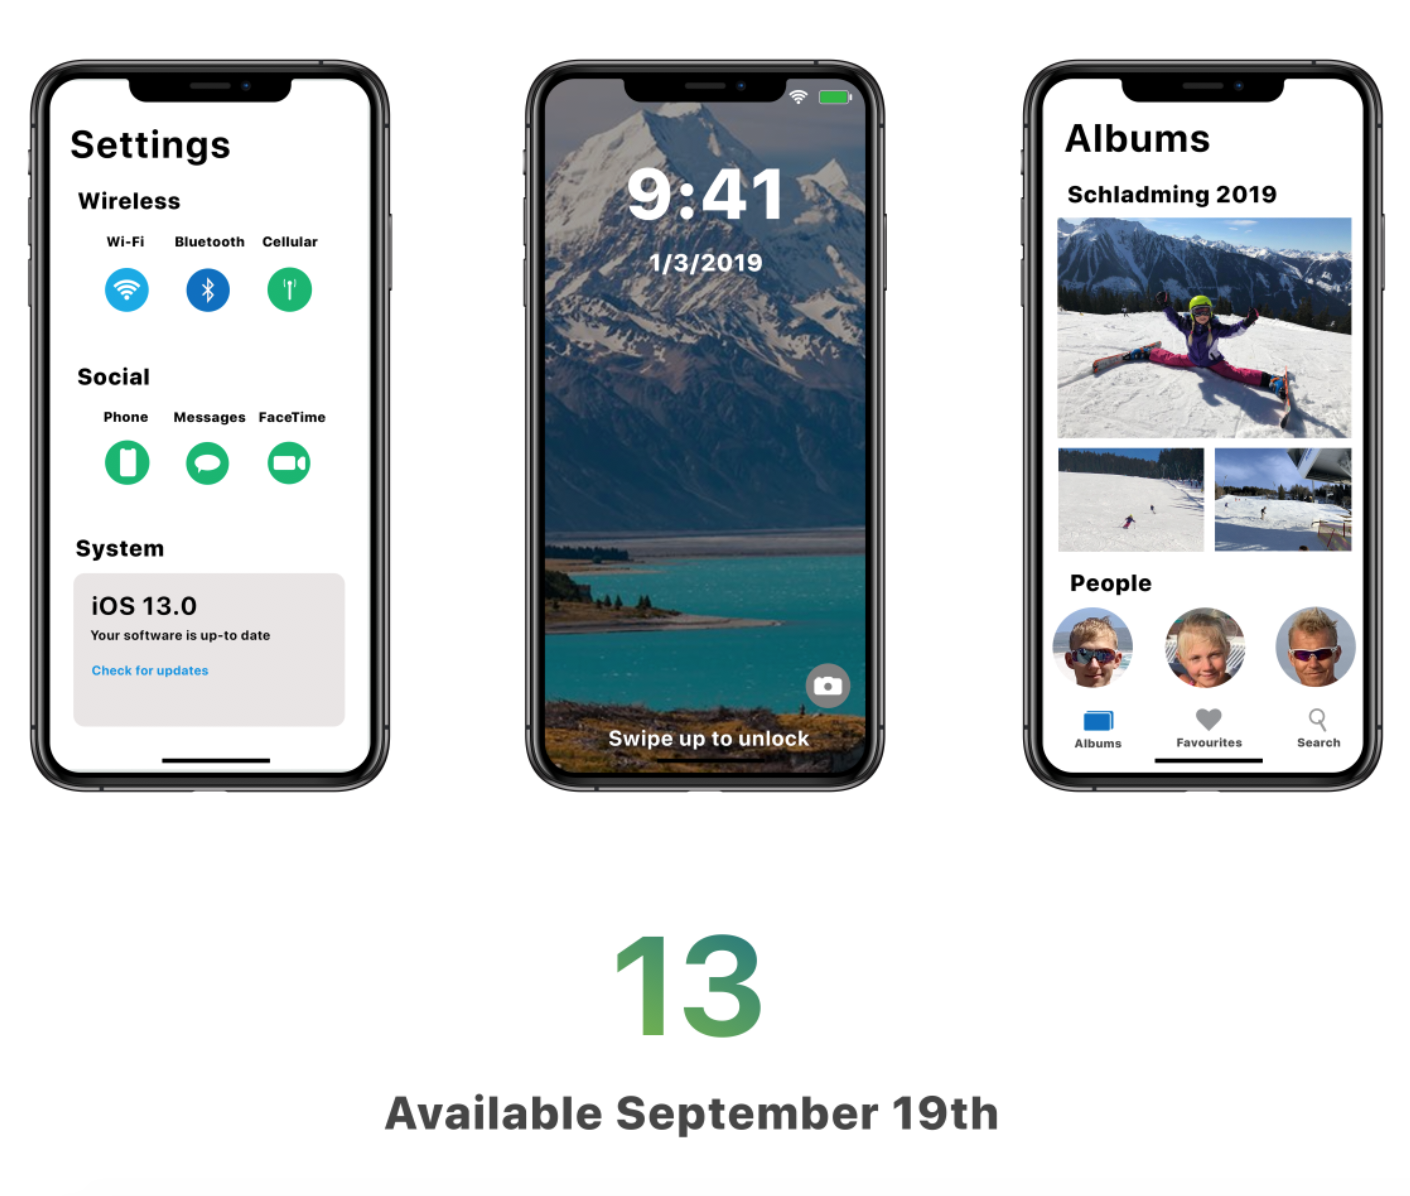 Settings
Wireless
Wi-Fi Bluetooth Cellular
Social
Phone Messages FaceTime
System
iOS 13.0
Your software is up-to date
Check for updates
9:41
1/3/2019
Swipe up to unlock
Albums
Schladming 2019
People
Albums Favourites Search
13
Available September 19th